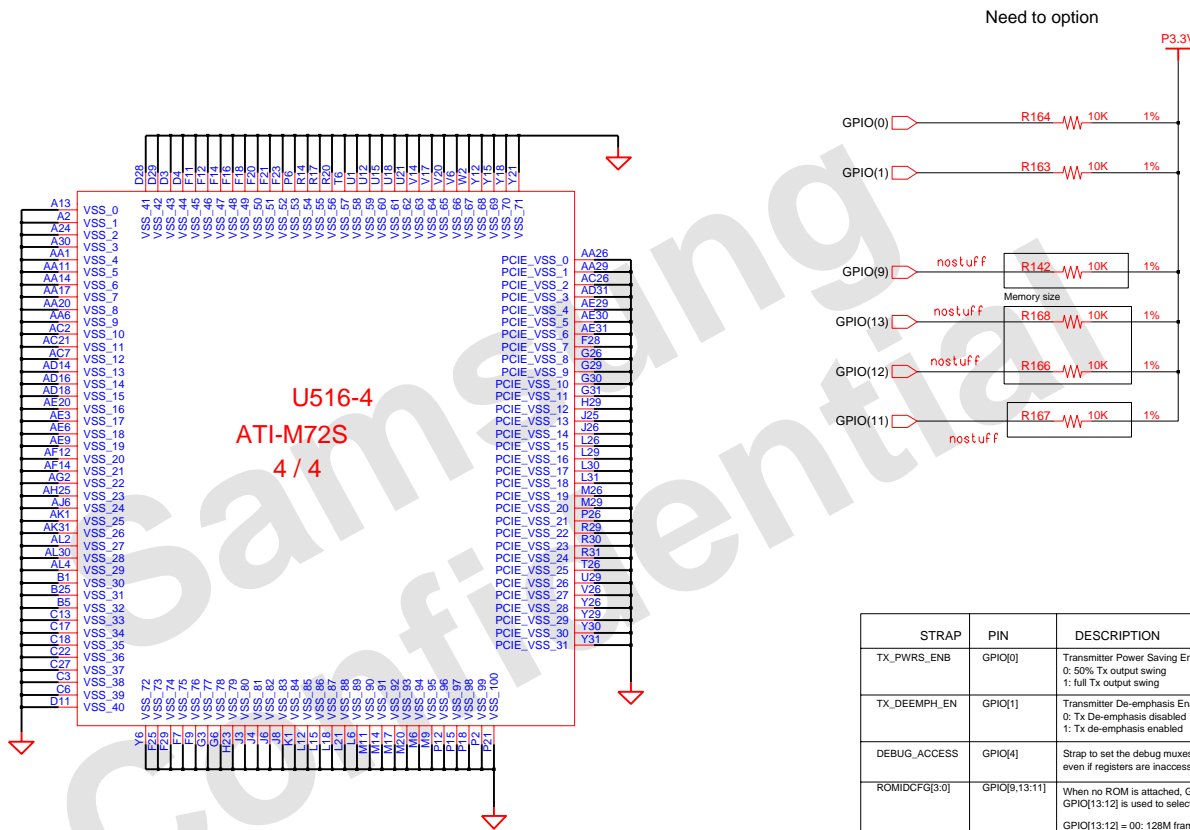 Need to option
P3.3V
GPIO(0) R164 10K 1%
GPIO(1) R163 10K 1%
GPIO(9) nostuff R142 10K 1%
Memory size
GPIO(13) nostuff R168 10K 1%
GPIO(12) nostuff R166 10K 1%
GPIO(11) R167 10K 1%
nostuff
D28 D29 D3 D4 F11 F12 F14 F16 F18 F20 F21 F23 P6 R14 R17 R20 T6 U11 U12 U15 U18 U21 V14 V17 V20 V6 W2 Y12 Y15 Y18 Y21
VSS_41 VSS_42 VSS_43 VSS_44 VSS_45 VSS_46 VSS_47 VSS_48 VSS_49 VSS_50 VSS_51 VSS_52 VSS_53 VSS_54 VSS_55 VSS_56 VSS_57 VSS_58 VSS_59 VSS_60 VSS_61 VSS_62 VSS_63 VSS_64 VSS_65 VSS_66 VSS_67 VSS_68 VSS_69 VSS_70 VSS_71
A13 VSS_0
A2 VSS_1
A24 VSS_2
A30 VSS_3
AA1 VSS_4
AA11 VSS_5
AA14 VSS_6
AA17 VSS_7
AA20 VSS_8
AA6 VSS_9
AC2 VSS_10
AC21 VSS_11
AC7 VSS_12
AD14 VSS_13
AD16 VSS_14
AD18 VSS_15
AE20 VSS_16
AE3 VSS_17
AE6 VSS_18
AE9 VSS_19
AF12 VSS_20
AF14 VSS_21
AG2 VSS_22
AH25 VSS_23
AJ6 VSS_24
AK1 VSS_25
AK31 VSS_26
AL2 VSS_27
AL30 VSS_28
AL4 VSS_29
B1 VSS_30
B25 VSS_31
B5 VSS_32
C13 VSS_33
C17 VSS_34
C18 VSS_35
C22 VSS_36
C27 VSS_37
C3 VSS_38
C6 VSS_39
D11 VSS_40
U516-4
ATI-M72S
4 / 4
PCIE_VSS_0 AA26
PCIE_VSS_1 AA29
PCIE_VSS_2 AC26
PCIE_VSS_3 AD31
PCIE_VSS_4 AE29
PCIE_VSS_5 AE30
PCIE_VSS_6 AE31
PCIE_VSS_7 F28
PCIE_VSS_8 G26
PCIE_VSS_9 G29
PCIE_VSS_10 G30
PCIE_VSS_11 G31
PCIE_VSS_12 H29
PCIE_VSS_13 J25
PCIE_VSS_14 J26
PCIE_VSS_15 L26
PCIE_VSS_16 L29
PCIE_VSS_17 L30
PCIE_VSS_18 L31
PCIE_VSS_19 M26
PCIE_VSS_20 M29
PCIE_VSS_21 P26
PCIE_VSS_22 R29
PCIE_VSS_23 R30
PCIE_VSS_24 R31
PCIE_VSS_25 T26
PCIE_VSS_26 U29
PCIE_VSS_27 V26
PCIE_VSS_28 Y26
PCIE_VSS_29 Y29
PCIE_VSS_30 Y30
PCIE_VSS_31 Y31
VSS_72 VSS_73 VSS_74 VSS_75 VSS_76 VSS_77 VSS_78 VSS_79 VSS_80 VSS_81 VSS_82 VSS_83 VSS_84 VSS_85 VSS_86 VSS_87 VSS_88 VSS_89 VSS_90 VSS_91 VSS_92 VSS_93 VSS_94 VSS_95 VSS_96 VSS_97 VSS_98 VSS_99 VSS_100
Y6 F25 F29 F7 F9 G3 G6 H23 J3 J4 J6 J8 K1 L12 L15 L18 L21 L6 M11 M14 M17 M20 M6 M9 P12 P15 P18 P2 P21
STRAP PIN DESCRIPTION
TX_PWRS_ENB GPIO[0] Transmitter Power Saving En
0: 50% Tx output swing
1: full Tx output swing
TX_DEEMPH_EN GPIO[1] Transmitter De-emphasis Ena
0: Tx De-emphasis disabled
1: Tx de-emphasis enabled
DEBUG_ACCESS GPIO[4] Strap to set the debug muxes
even if registers are inaccess
ROMIDCFG[3:0] GPIO[9,13:11] When no ROM is attached, G
GPIO[13:12] is used to select
GPIO[13:12] = 00: 128M fram
Samsung
Confidential